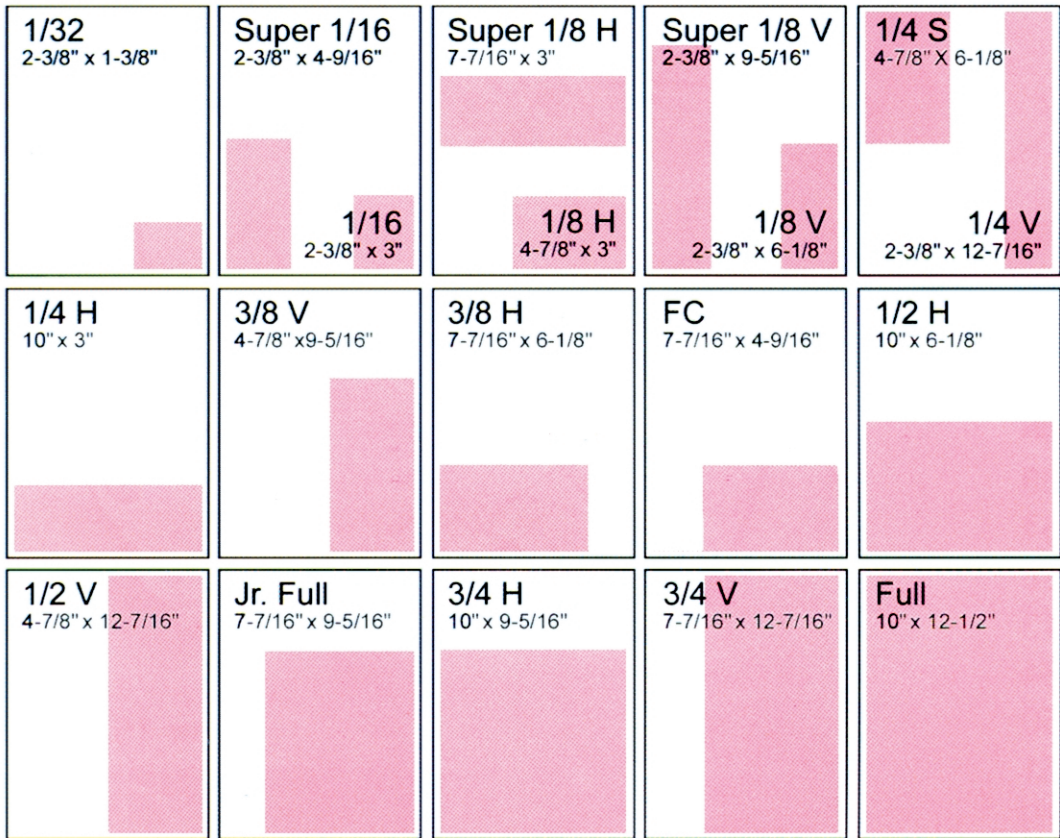 1/32
2-3/8" x 1-3/8"
Super 1/16
2-3/8" x 4-9/16"
1/16
2-3/8" x 3"
Super 1/8 H
7-7/16" x 3"
1/8 H
4-7/8" x 3"
Super 1/8 V
2-3/8" x 9-5/16"
1/8 V
2-3/8" x 6-1/8"
1/4 S
4-7/8" X 6-1/8"
1/4 V
2-3/8" x 12-7/16"
1/4 H
10" x 3"
3/8 V
4-7/8" x9-5/16"
3/8 H
7-7/16" x 6-1/8"
FC
7-7/16" x 4-9/16"
1/2 H
10" x 6-1/8"
1/2 V
4-7/8" x 12-7/16"
Jr. Full
7-7/16" x 9-5/16"
3/4 H
10" x 9-5/16"
3/4 V
7-7/16" x 12-7/16"
Full
10" x 12-1/2"